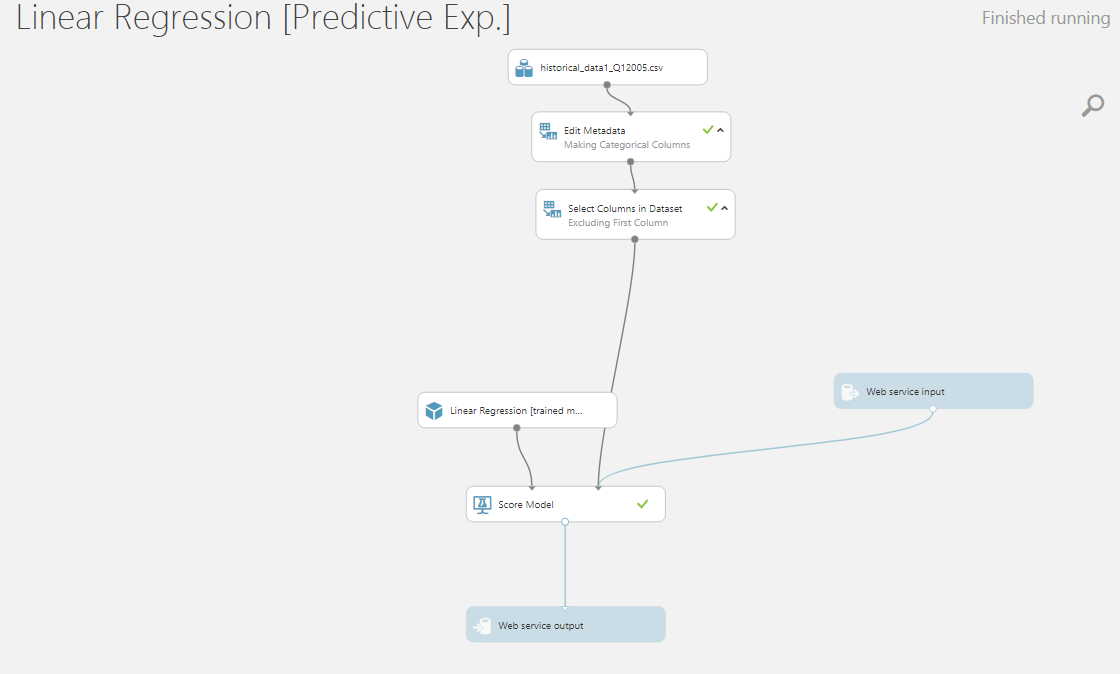 Linear Regression [Predictive Exp.]
Finished running
historical_data1_Q12005.csv
Edit Metadata
Making Categorical Columns
Select Columns in Dataset
Excluding First Column
Web service input
Linear Regression [trained m...
Score Model
Web service output